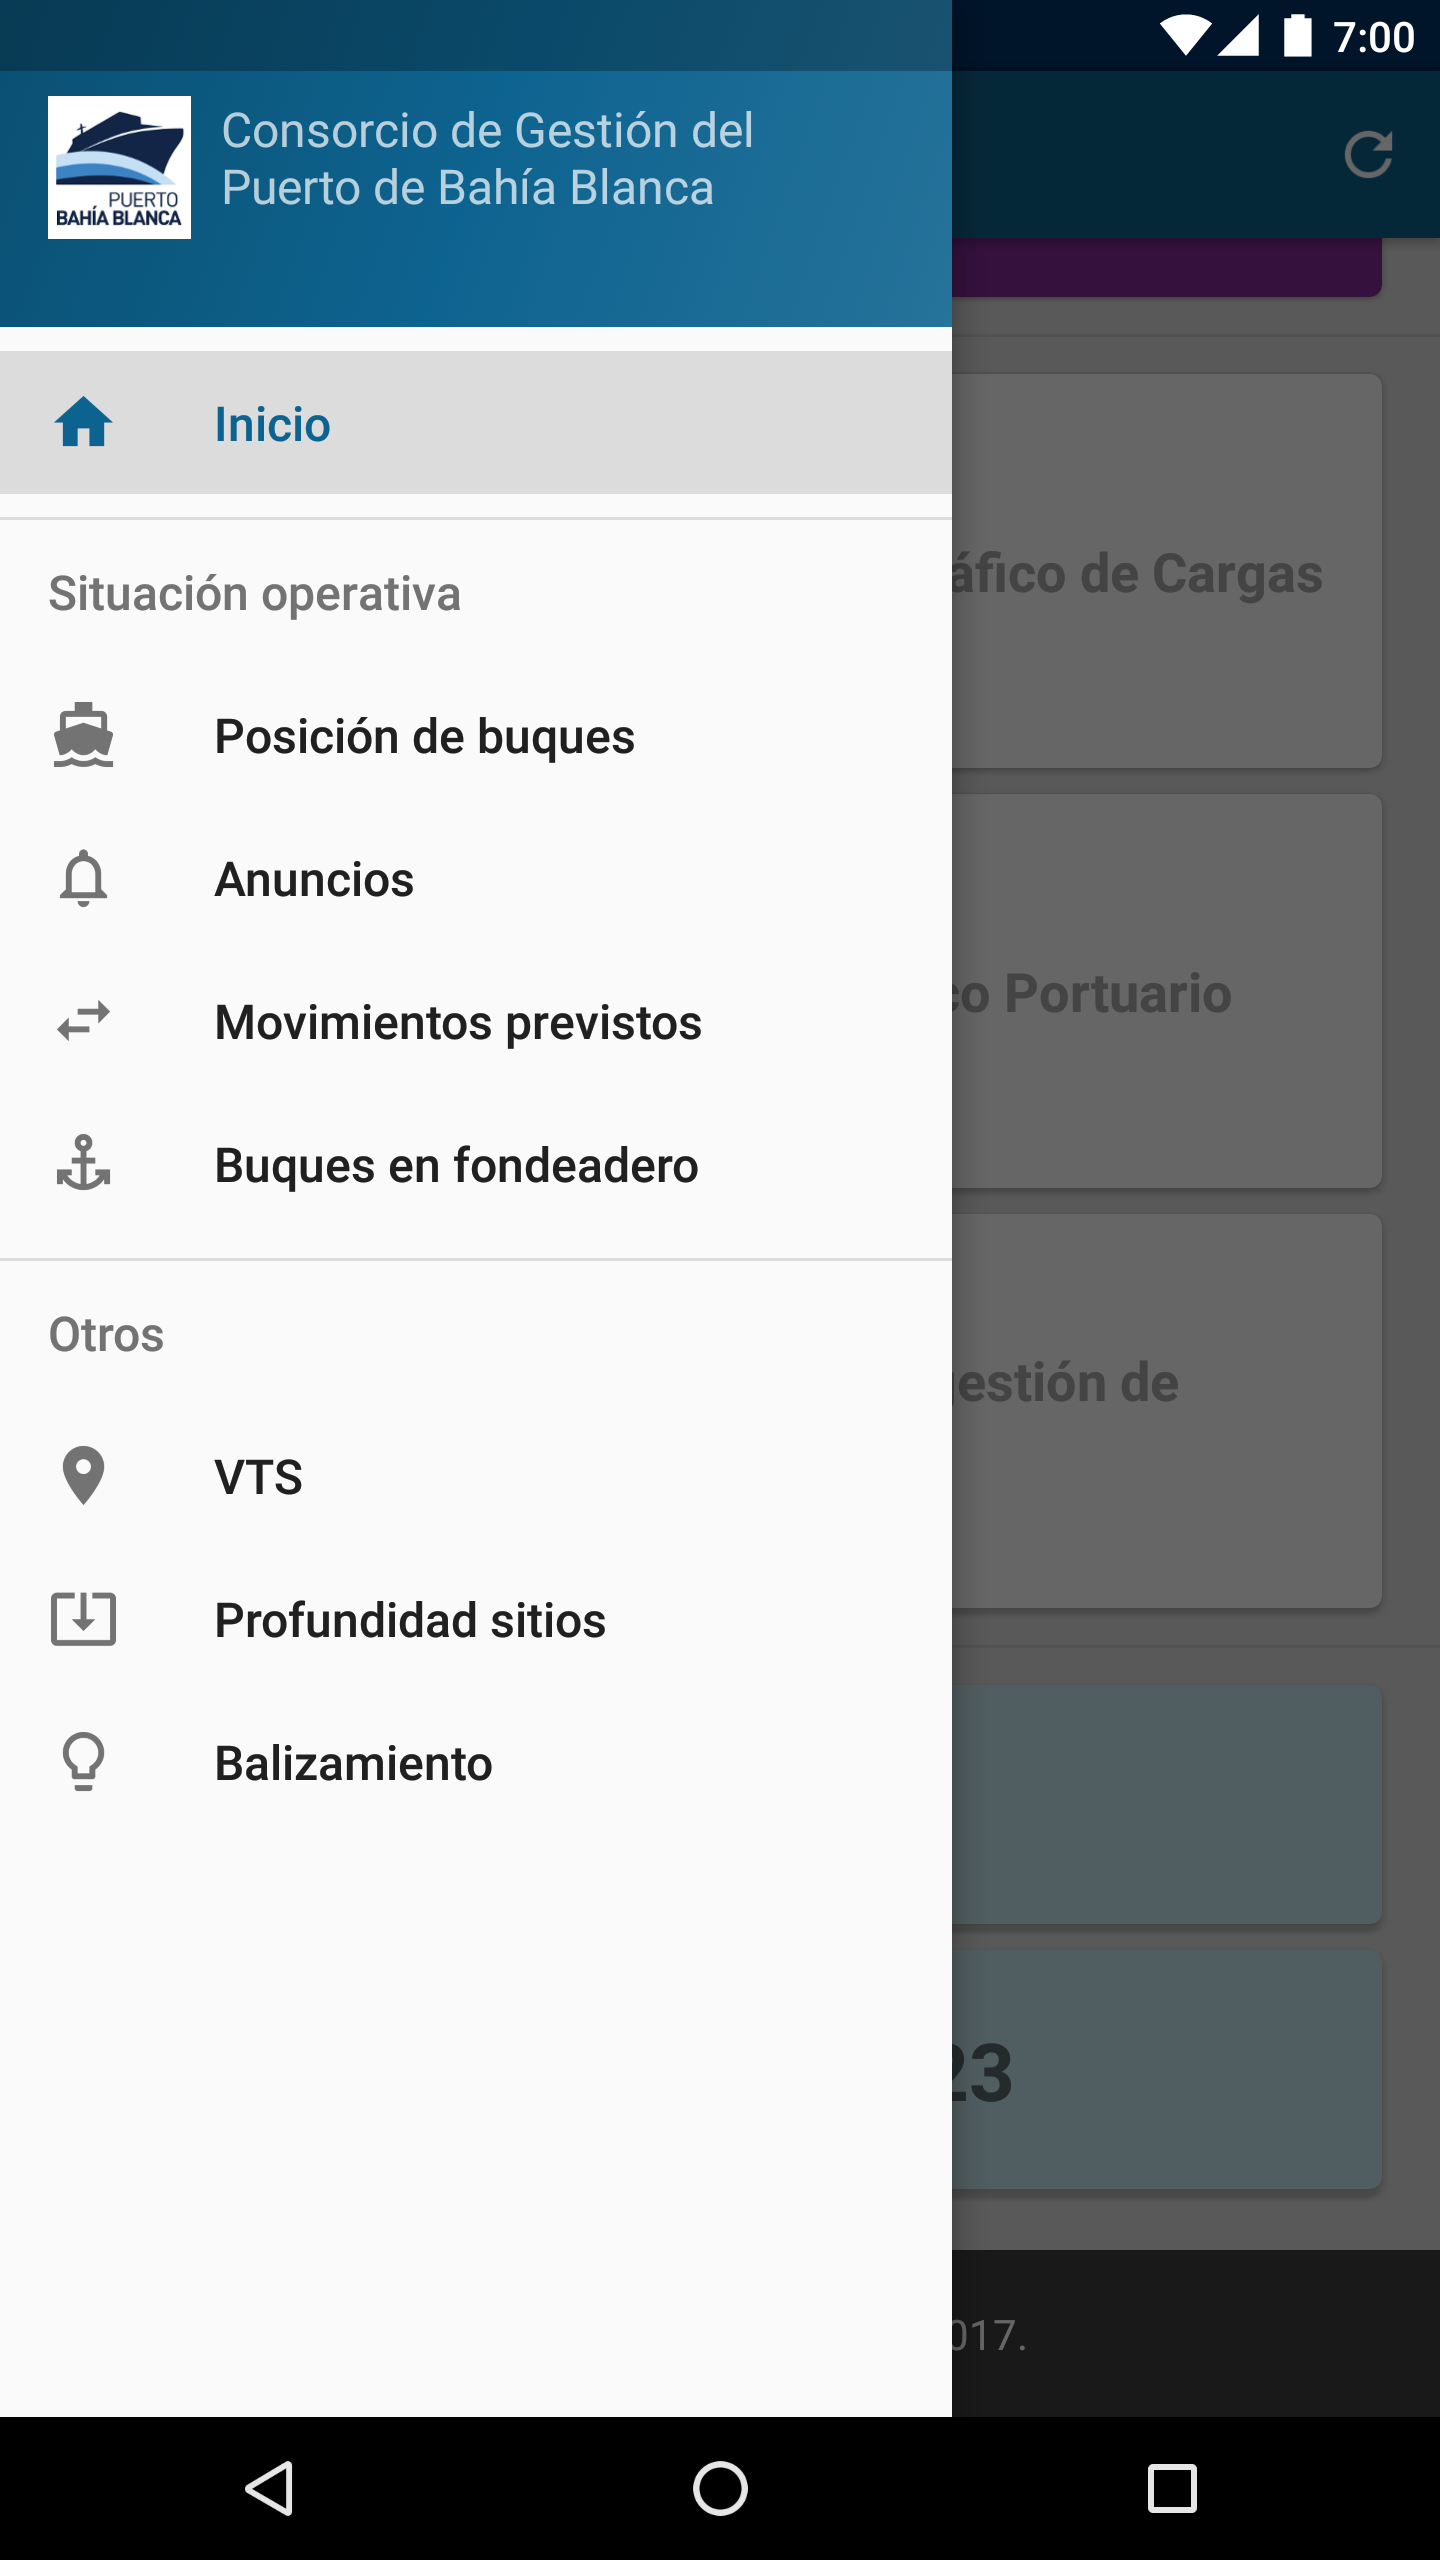 7:00
PUERTO
BAHÍA BLANCA
Consorcio de Gestión del
Puerto de Bahía Blanca
Inicio
Situación operativa
Posición de buques
Anuncios
Movimientos previstos
Buques en fondeadero
Otros
VTS
Profundidad sitios
Balizamiento
áfico de Cargas
co Portuario
estión de
23
017.